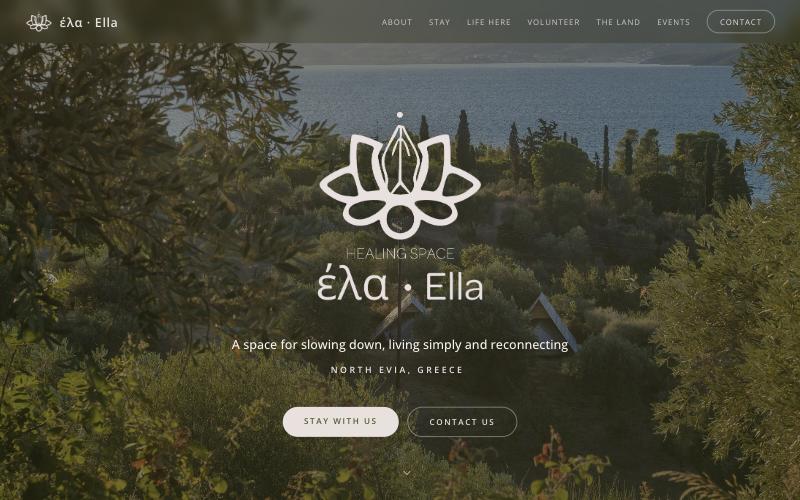 έλα · Ella
ABOUT STAY LIFE HERE VOLUNTEER THE LAND EVENTS CONTACT
HEALING SPACE
έλα · Ella
A space for slowing down, living simply and reconnecting
NORTH EVIA, GREECE
STAY WITH US CONTACT US